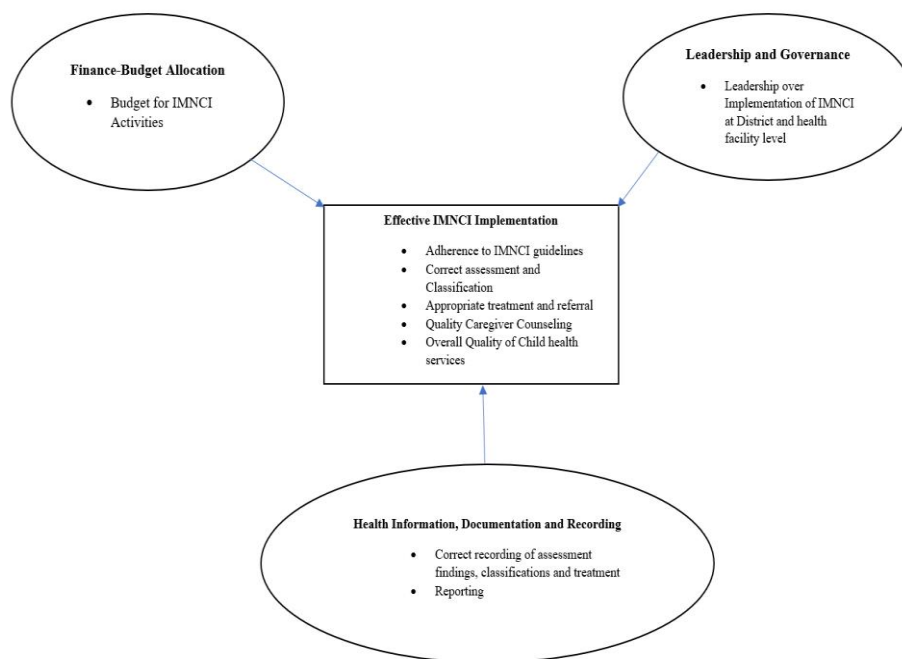 Finance-Budget Allocation
• Budget for IMNCI
Activities
Leadership and Governance
• Leadership over
Implementation of IMNCI
at District and health
facility level
Effective IMNCI Implementation
• Adherence to IMNCI guidelines
• Correct assessment and
Classification
• Appropriate treatment and referral
• Quality Caregiver Counseling
• Overall Quality of Child health
services
Health Information, Documentation and Recording
• Correct recording of assessment
findings, classifications and treatment
• Reporting